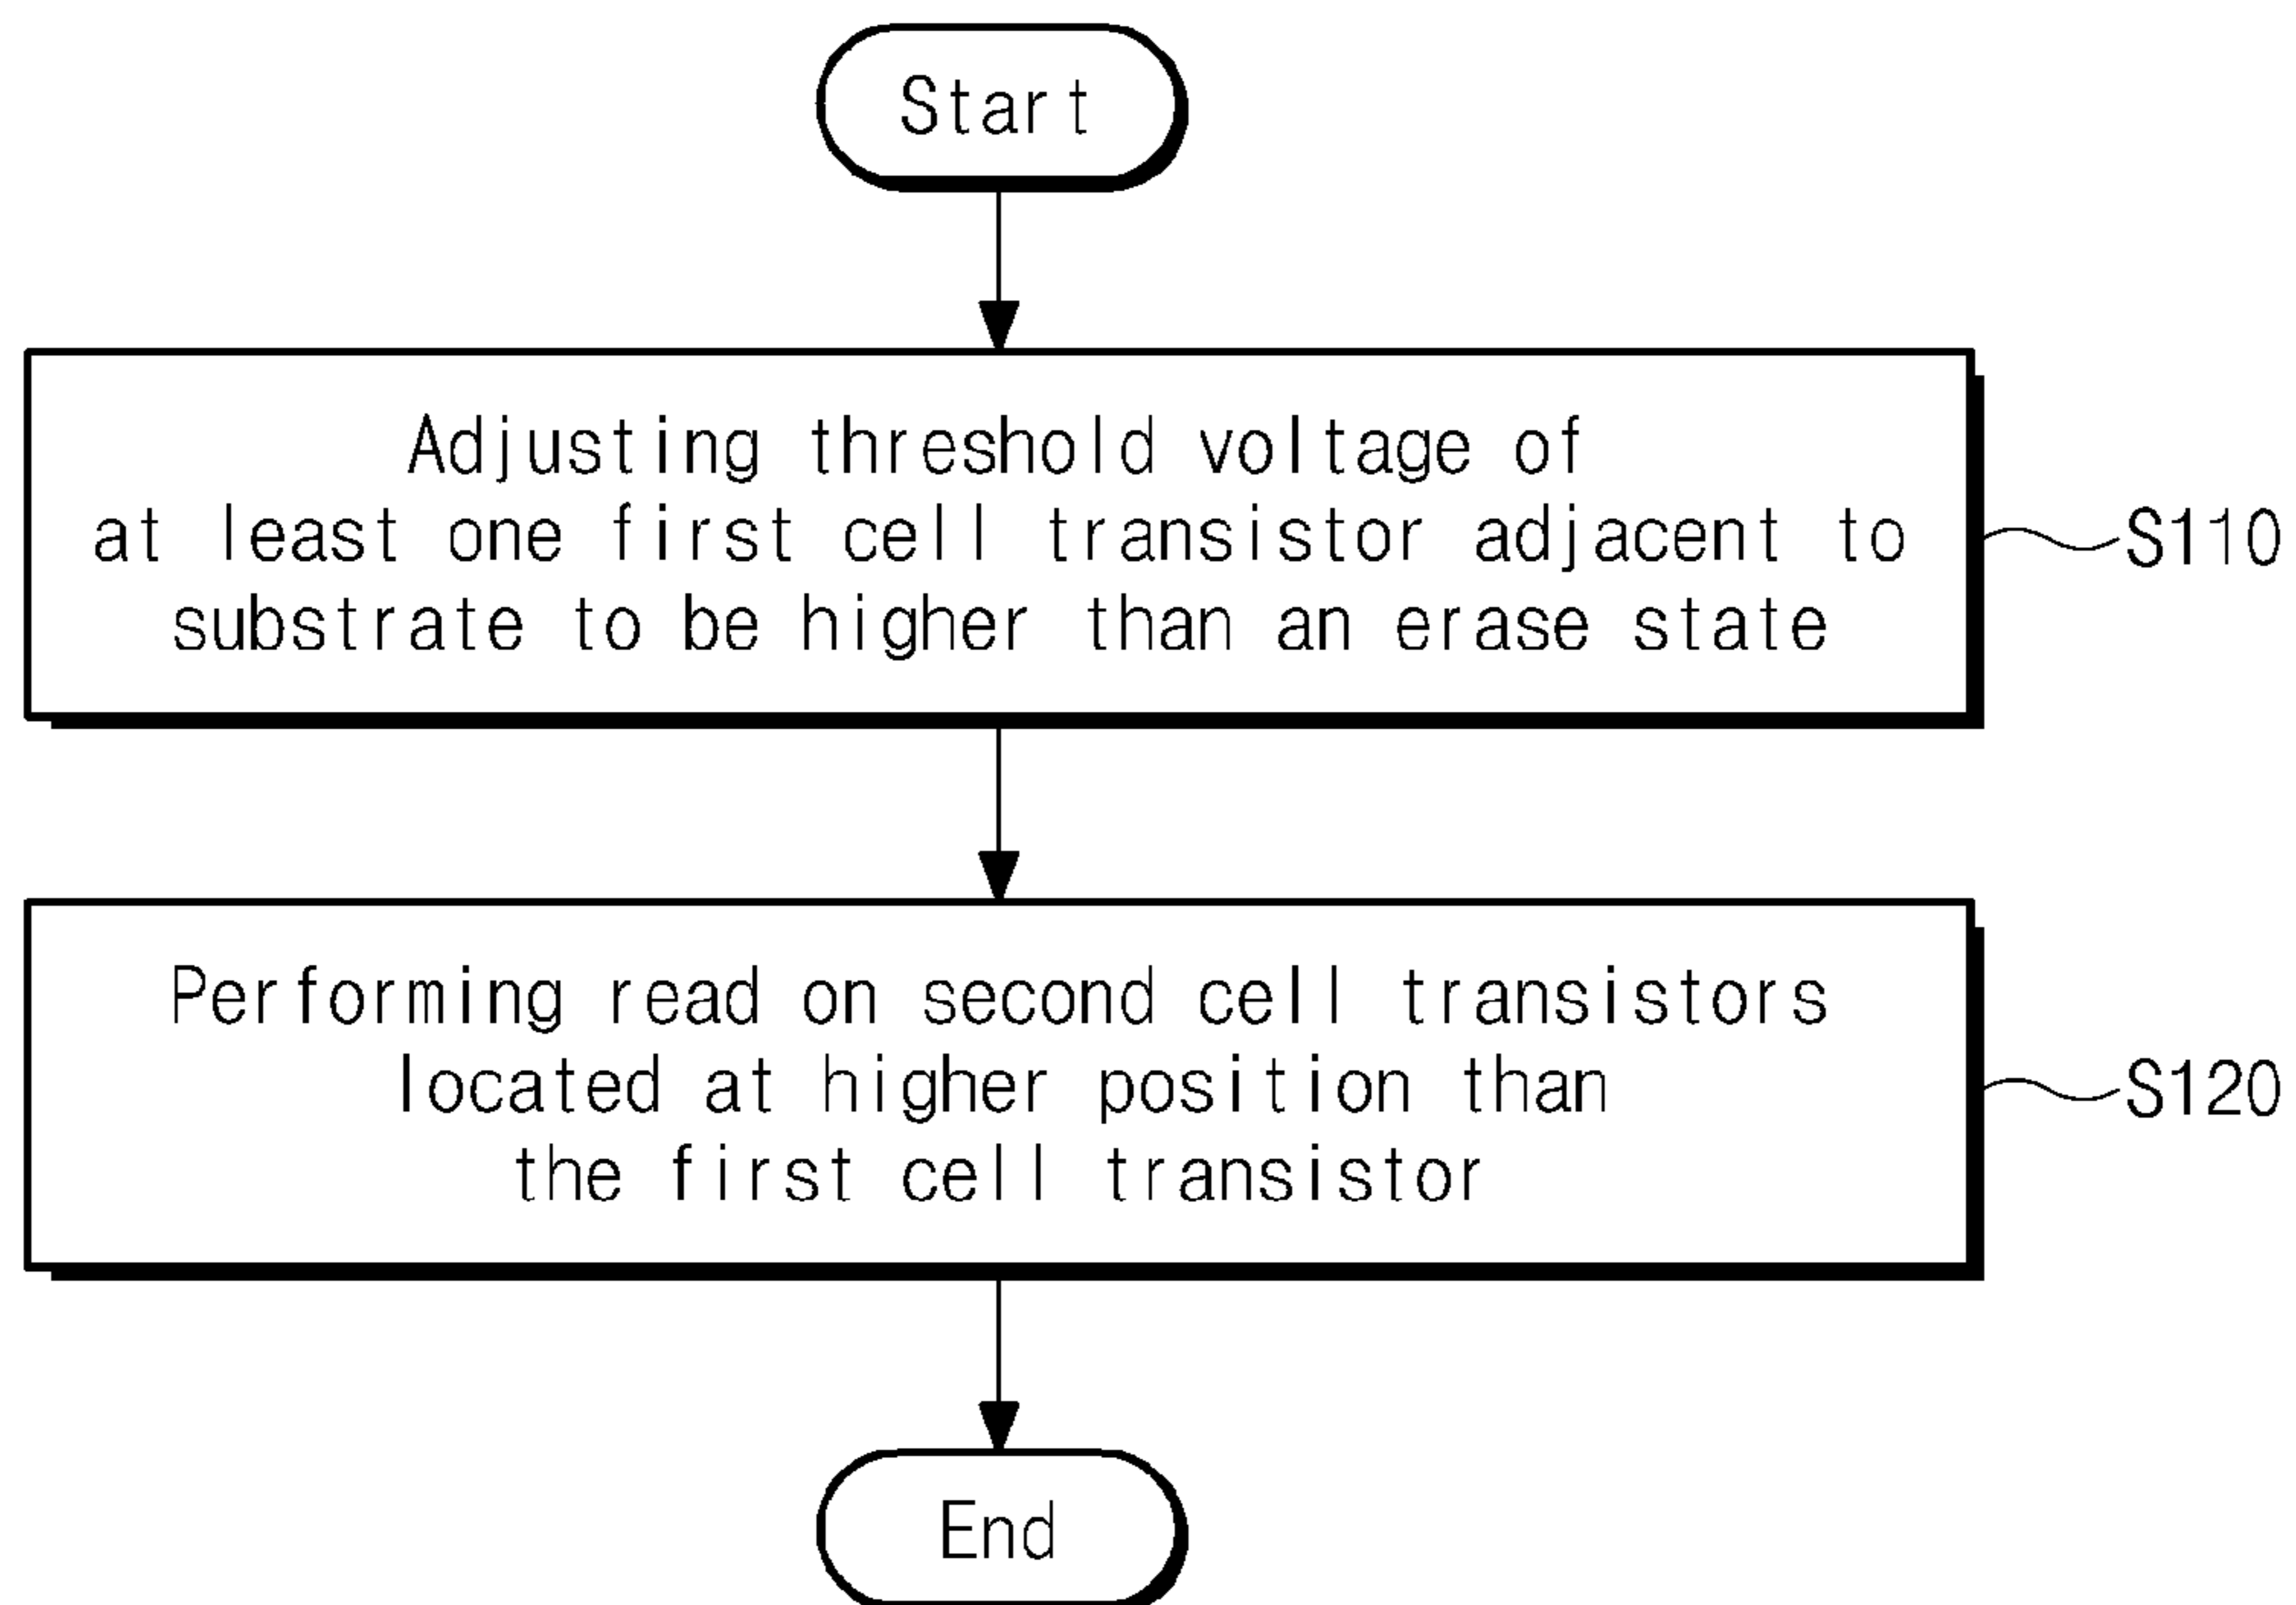 Start
Adjusting threshold voltage of
at least one first cell transistor adjacent to
substrate to be higher than an erase state
S110
Performing read on second cell transistors
located at higher position than
the first cell transistor
S120
End